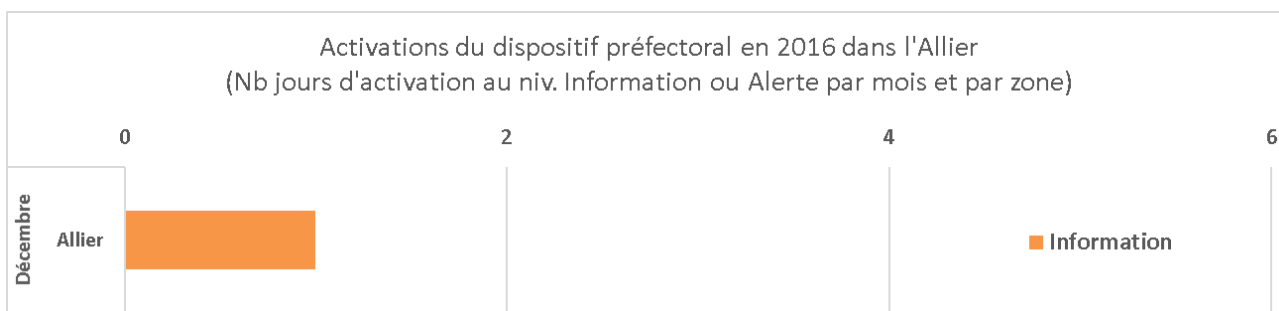 Activations du dispositif préfectoral en 2016 dans l'Allier
(Nb jours d'activation au niv. Information ou Alerte par mois et par zone)
0 2 4 6
Décembre
Allier
Information